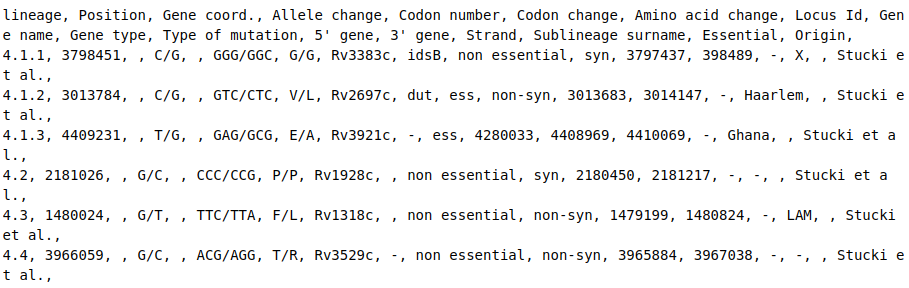 lineage, Position, Gene coord., Allele change, Codon number, Codon change, Amino acid change, Locus Id, Gen
e name, Gene type, Type of mutation, 5' gene, 3' gene, Strand, Sublineage surname, Essential, Origin,
4.1.1, 3798451, , C/G, , GGG/GGC, G/G, Rv3383c, idsB, non essential, syn, 3797437, 398489, -, X, , Stucki e
t al.,
4.1.2, 3013784, , C/G, , GTC/CTC, V/L, Rv2697c, dut, ess, non-syn, 3013683, 3014147, -, Haarlem, , Stucki e
t al.,
4.1.3, 4409231, , T/G, , GAG/GCG, E/A, Rv3921c, -, ess, 4280033, 4408969, 4410069, -, Ghana, , Stucki et a
l.,
4.2, 2181026, , G/C, , CCC/CCG, P/P, Rv1928c, , non essential, syn, 2180450, 2181217, -, -, , Stucki et a
l.,
4.3, 1480024, , G/T, , TTC/TTA, F/L, Rv1318c, , non essential, non-syn, 1479199, 1480824, -, LAM, , Stucki
et al.,
4.4, 3966059, , G/C, , ACG/AGG, T/R, Rv3529c, -, non essential, non-syn, 3965884, 3967038, -, -, , Stucki e
t al.,